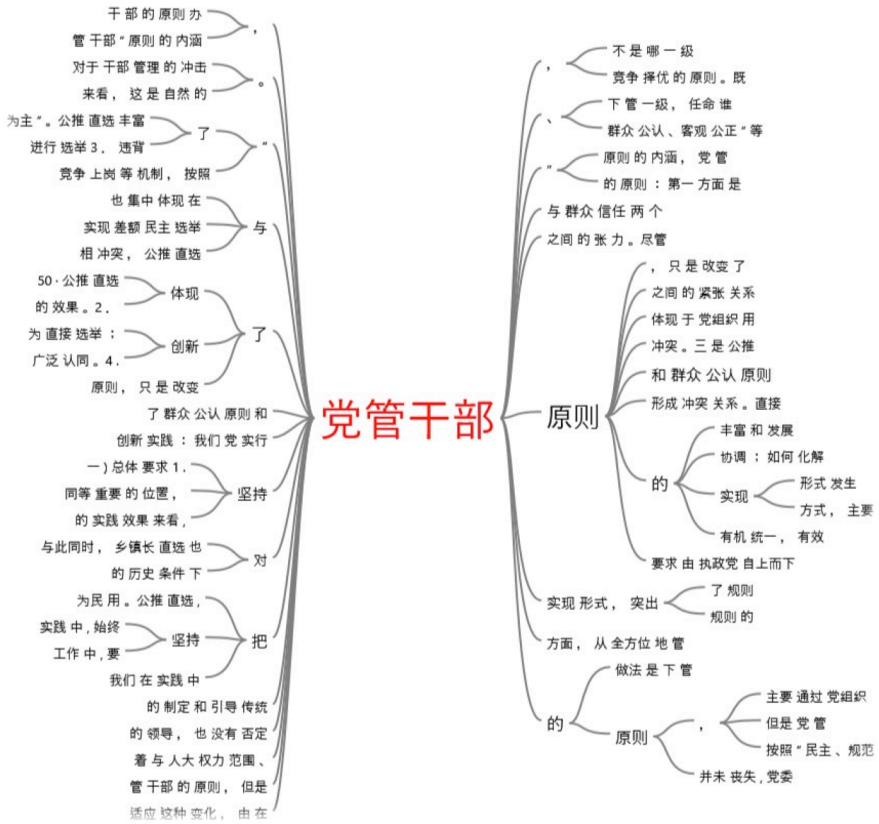 干 部 的 原则 办
，
管 干部 “ 原则 的 内涵
对于 干部 管理 的 冲击
。
来看 ， 这 是 自然 的
为主 ” 。 公推 直选 丰富
了
进行 选举 3 ． 违背
”
竞争 上岗 等 机制 ， 按照
也 集中 体现 在
实现 差额 民主 选举
与
相 冲突 ， 公推 直选
50 · 公推 直选
体现
的 效果 。 2 ．
了
为 直接 选举 ；
创新
广泛 认同 。 4 ．
原则 ， 只 是 改变
了 群众 公认 原则 和
创新 实践 ： 我们 党 实行
一 ) 总体 要求 1 .
同等 重要 的 位置 ，
坚持
的 实践 效果 来看 ,
与此同时 ， 乡镇长 直选 也
对
的 历史 条件 下
为民 用 。 公推 直选 ,
实践 中 , 始终
坚持
把
工作 中 , 要
我们 在 实践 中
的 制定 和 引导 传统
的 领导 ， 也 没有 否定
着 与 人大 权力 范围 、
管 干部 的 原则 ， 但是
适应 这种 变化 ， 由 在
党管干部
不 是 哪 一 级
，
竞争 择优 的 原则 。 既
下 管 一级 ， 任命 谁
、
群众 公认 、 客观 公正 ” 等
原则 的 内涵 ， 党 管
”
的 原则 ： 第一 方面 是
与 群众 信任 两 个
之间 的 张 力 。 尽管
， 只 是 改变 了
之间 的 紧张 关系
体现 于 党组织 用
冲突 。 三 是 公推
和 群众 公认 原则
原则
形成 冲突 关系 。 直接
丰富 和 发展
协调 ； 如何 化解
的
形式 发生
实现
方式 ， 主要
有机 统一 ， 有效
要求 由 执政党 自上而下
了 规则
实现 形式 ， 突出
规则 的
方面 ， 从 全方位 地 管
做法 是 下 管
的
原则
主要 通过 党组织
，
但是 党 管
按照 “ 民主 、 规范
并未 丧失 , 党委